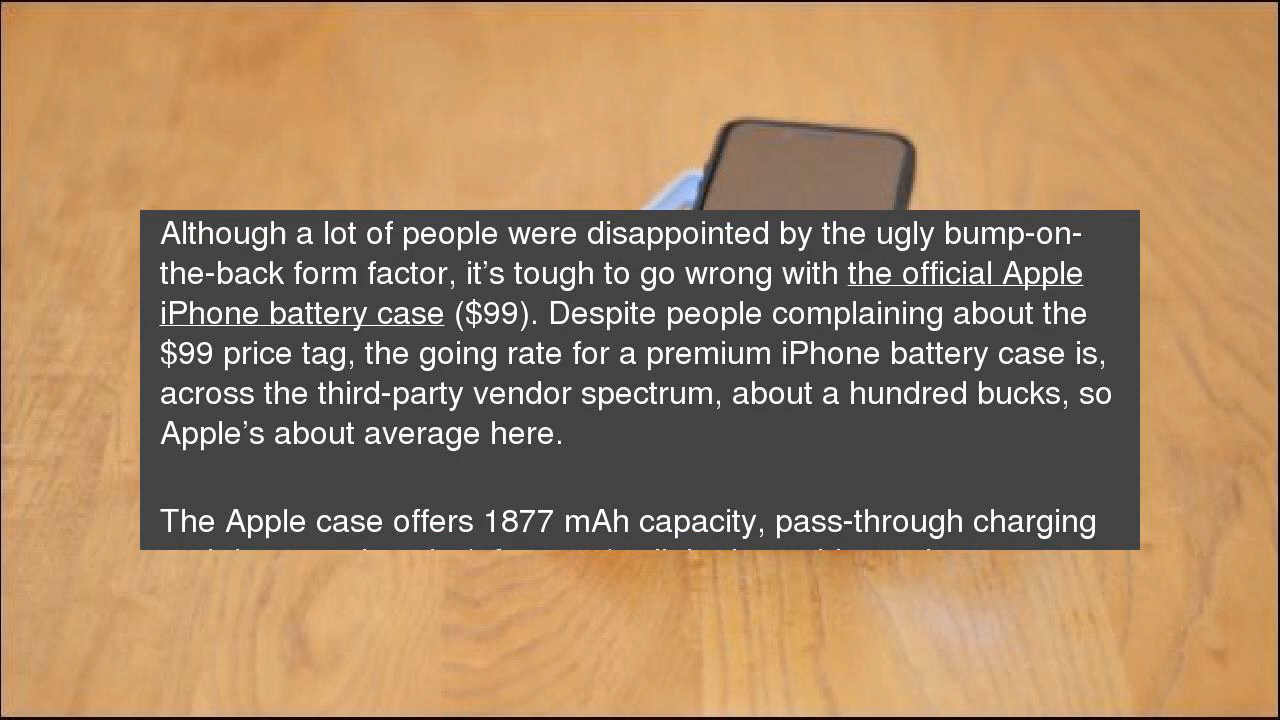 Although a lot of people were disappointed by the ugly bump-on-
the-back form factor, it’s tough to go wrong with the official Apple
iPhone battery case ($99). Despite people complaining about the
$99 price tag, the going rate for a premium iPhone battery case is,
across the third-party vendor spectrum, about a hundred bucks, so
Apple’s about average here.
The Apple case offers 1877 mAh capacity, pass-through charging